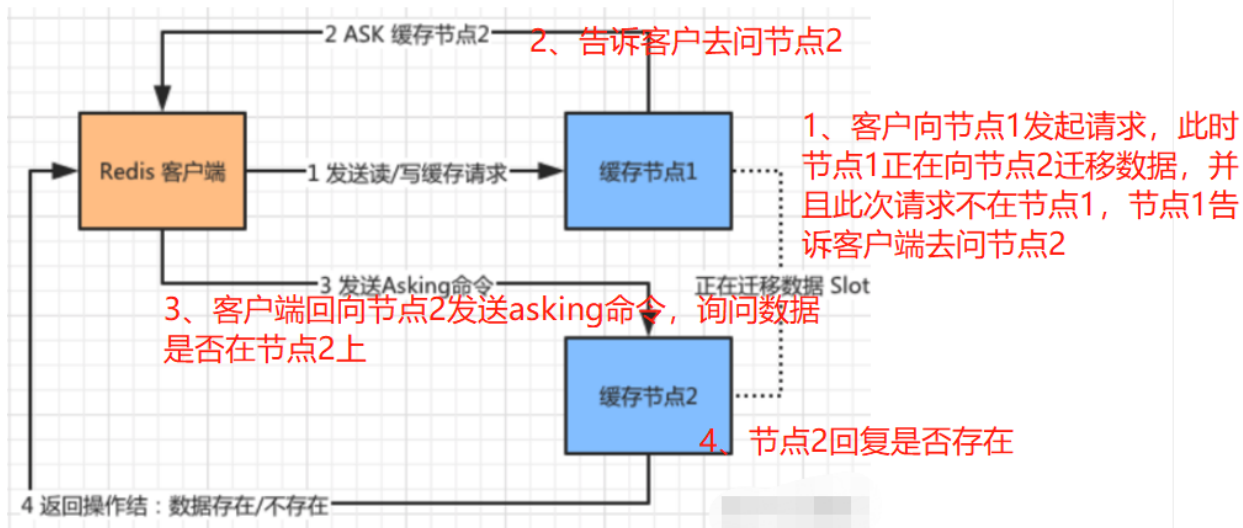 2 ASK 缓存节点2
2、告诉客户去问节点2
Redis 客户端
1 发送读/写缓存请求
缓存节点1
1、客户向节点1发起请求，此时
节点1正在向节点2迁移数据，并
且此次请求不在节点1，节点1告
诉客户端去问节点2
3 发送Asking命令
正在迁移数据 Slot
3、客户端回向节点2发送asking命令，询问数据
是否在节点2上
缓存节点2
4、节点2回复是否存在
4 返回操作结：数据存在/不存在